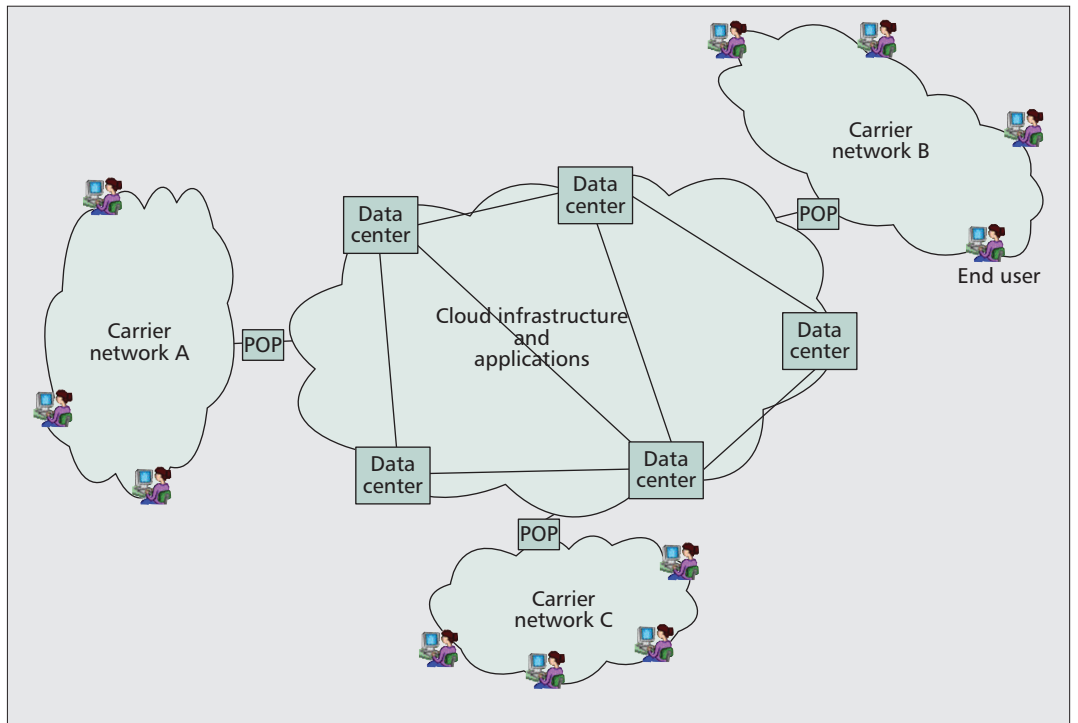 Carrier
network B
Data
center
Data
center
POP
End user
Carrier
network A
POP
Cloud infrastructure
and
applications
Data
center
Data
center
Data
center
POP
Carrier
network C